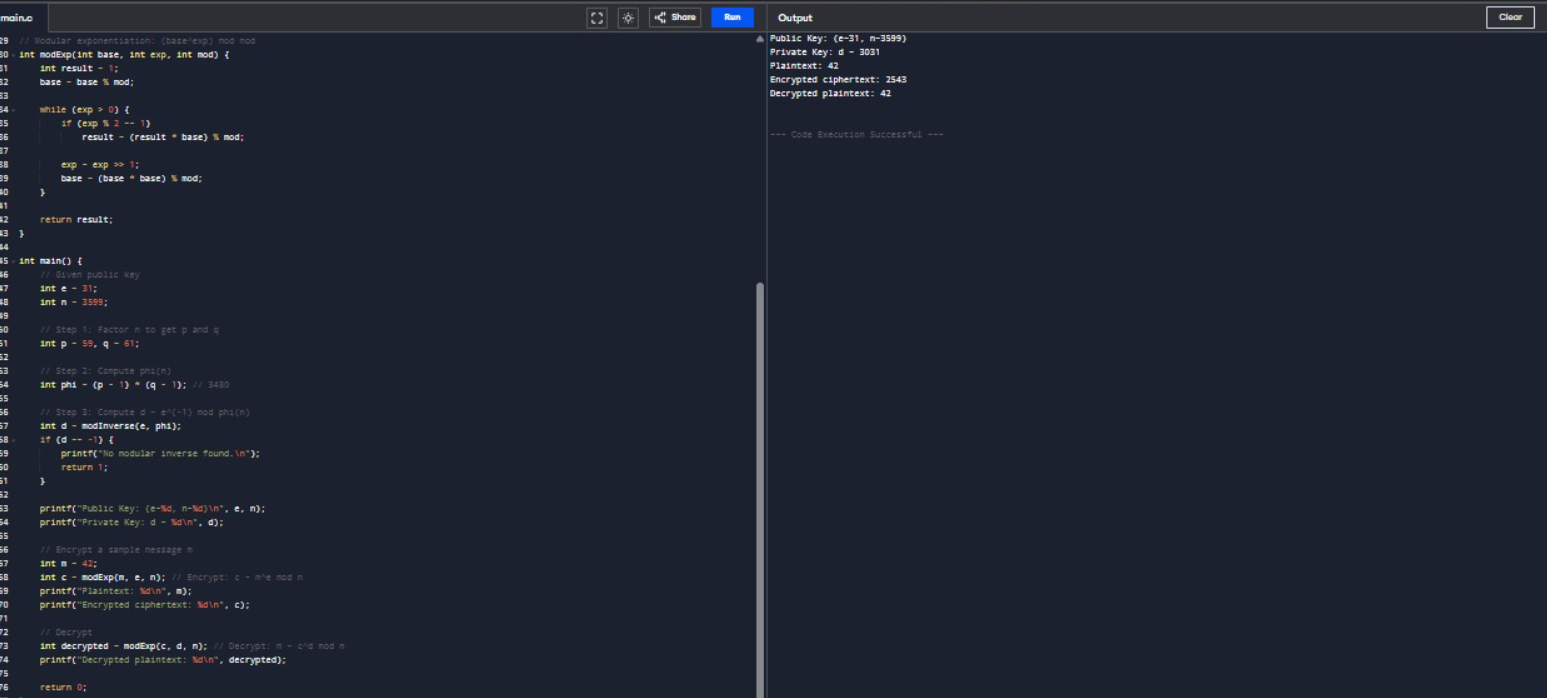 main.c
Share
Run
29 // Modular exponentiation: (base^exp) mod mod
30 int modExp(int base, int exp, int mod) {
31 int result = 1;
32 base = base % mod;
33
34 while (exp > 0) {
35 if (exp % 2 == 1)
36 result = (result * base) % mod;
37
38 exp = exp >> 1;
39 base = (base * base) % mod;
40 }
41
42 return result;
43 }
44
45 int main() {
46 // Given public key
47 int e = 31;
48 int n = 3599;
49
50 // Step 1: Factor n to get p and q
51 int p = 59, q = 61;
52
53 // Step 2: Compute phi(n)
54 int phi = (p - 1) * (q - 1); // 3480
55
56 // Step 3: Compute d = e^(-1) mod phi(n)
57 int d = modInverse(e, phi);
58 if (d == -1) {
59 printf("No modular inverse found.\n");
60 return 1;
61 }
62
63 printf("Public Key: (e=%d, n=%d)\n", e, n);
64 printf("Private Key: d = %d\n", d);
65
66 // Encrypt a sample message m
67 int m = 42;
68 int c = modExp(m, e, n); // Encrypt: c = m^e mod n
69 printf("Plaintext: %d\n", m);
70 printf("Encrypted ciphertext: %d\n", c);
71
72 // Decrypt
73 int decrypted = modExp(c, d, n); // Decrypt: m = c^d mod n
74 printf("Decrypted plaintext: %d\n", decrypted);
75
76 return 0;
Output
Clear
Public Key: (e=31, n=3599)
Private Key: d = 3031
Plaintext: 42
Encrypted ciphertext: 2543
Decrypted plaintext: 42
=== Code Execution Successful ===